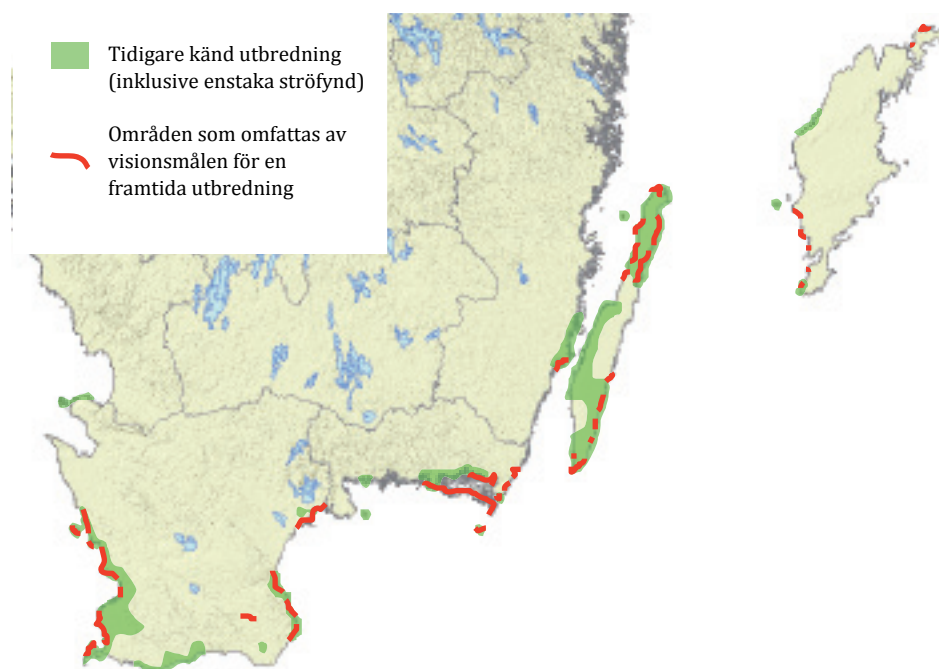 Tidigare känd utbredning
(inklusive enstaka ströfynd)
Områden som omfattas av
visionsmålen för en
framtida utbredning